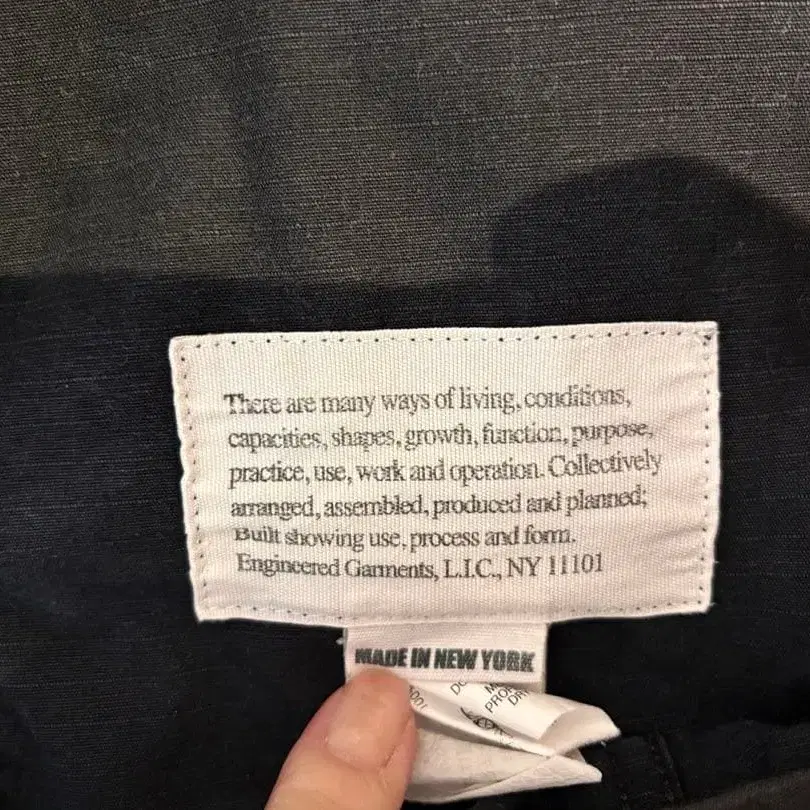 There are many ways of living, conditions,
capacities, shapes, growth, function, purpose,
practice, use, work and operation. Collectively
arranged, assembled, produced and planned;
Built showing use, process and form.
Engineered Garments, L.I.C., NY 11101
MADE IN NEW YORK